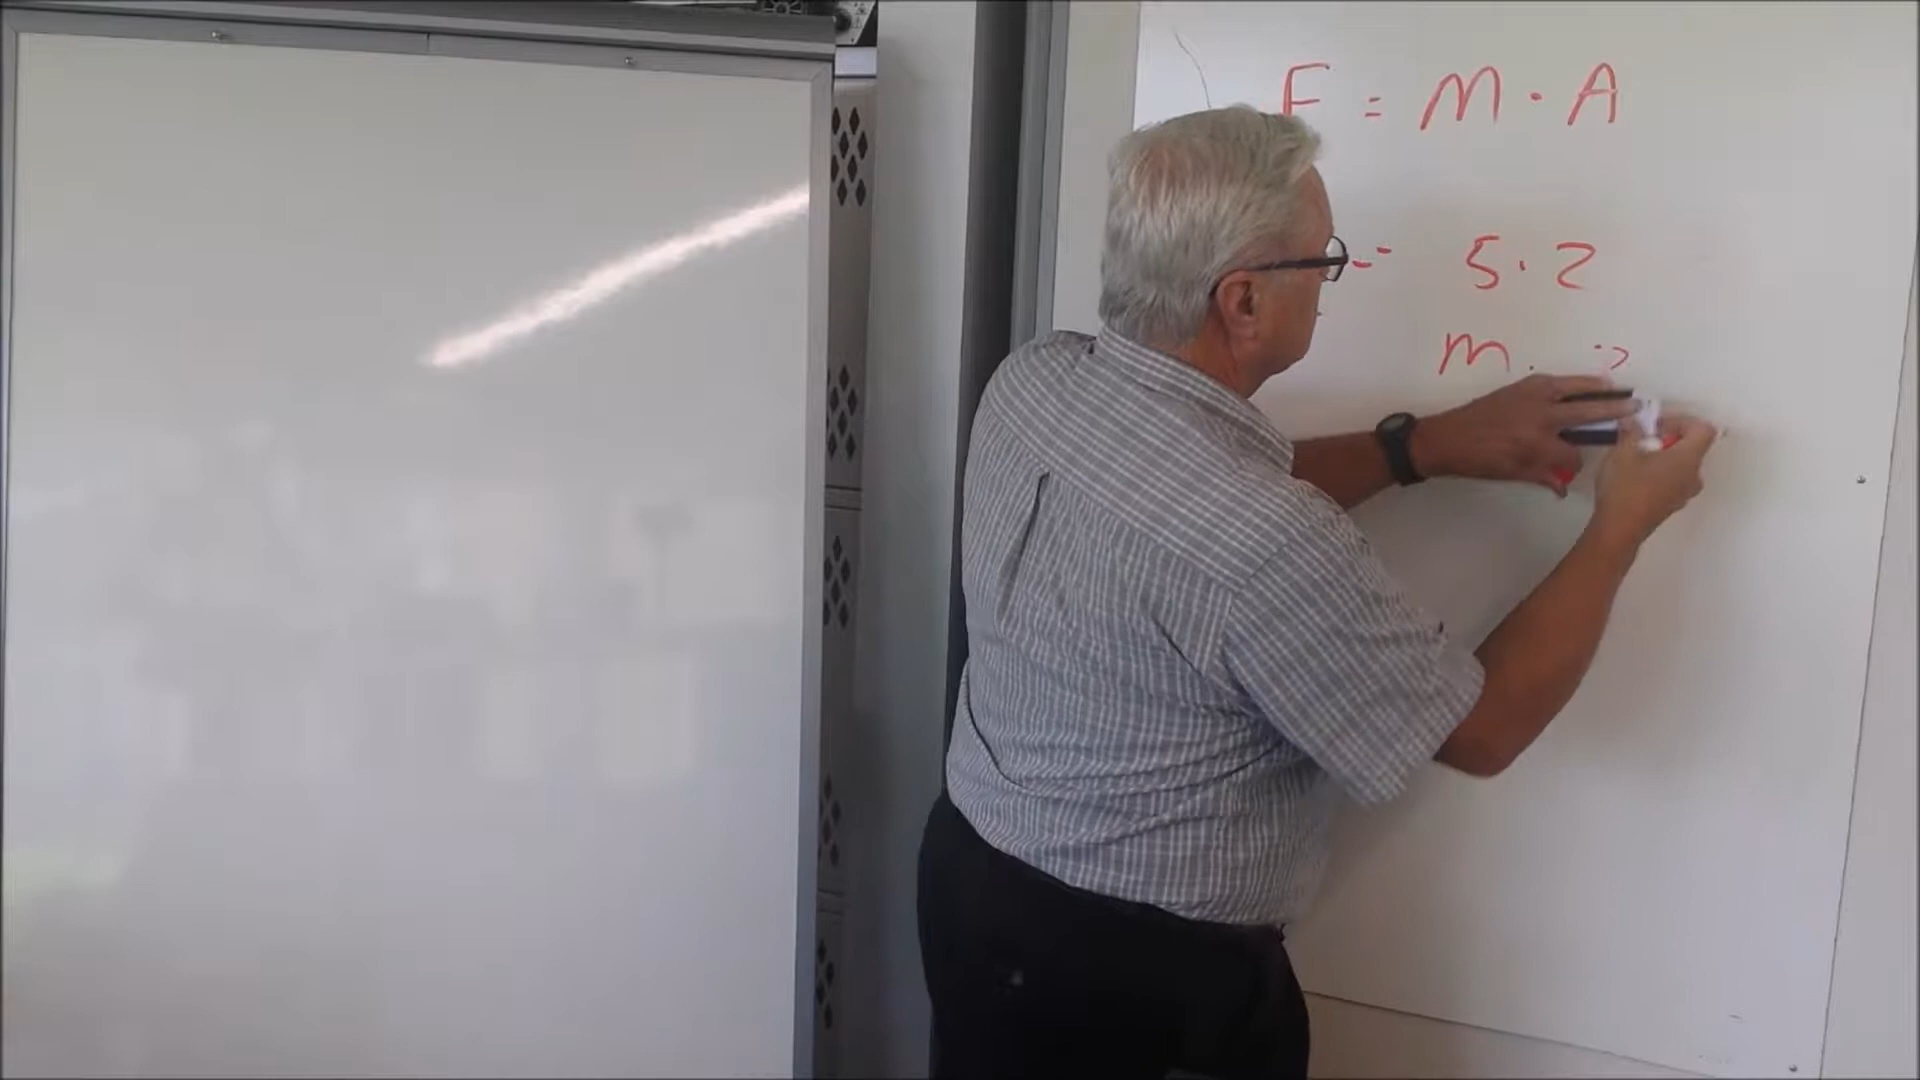 F = M · A
= 5 · 2
M ·